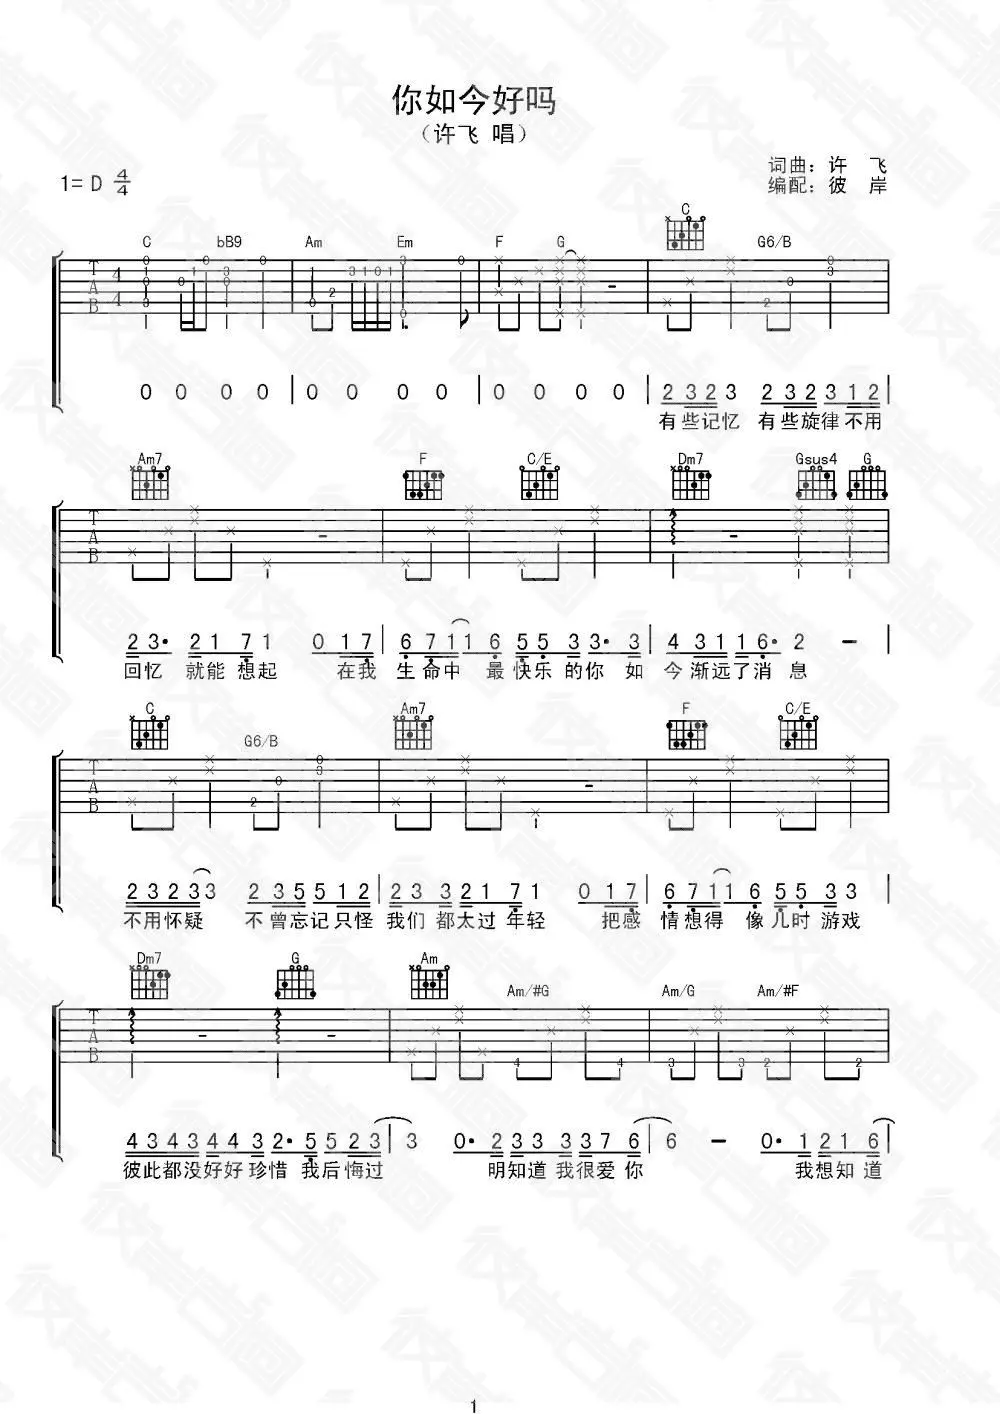 你如今好吗
（许飞 唱）
词曲：许 飞
1= D 4/4
编配：彼 岸
C bB9 Am Em F G C G6/B
T A B 4 4
0 0 0 0 | 0 0 0 0 | 0 0 0 0 | 2 3 2 3 2 3 2 3 1 2
有些记忆 有些旋律不用
Am7 F C/E Dm7 Gsus4 G
T A B
2 3· 2 1 7 1 0 1 7 | 6 7 1 1 6 5 5 3 3· 3 | 4 3 1 1 6· 2 —
回忆 就能 想起 在我 生命中 最快乐的你 如 今渐远了消 息
C G6/B Am7 F C/E
T A B
2 3 2 3 3 2 3 5 5 1 2 | 2 3 3 2 1 7 1 0 1 7 | 6 7 1 1 6 5 5 3 3
不用怀疑 不曾忘记只怪 我们 都太过 年轻 把感 情想得 像儿时 游戏
Dm7 G Am Am/#G Am/G Am/#F
T A B
4 3 4 3 4 4 3 2· 5 5 2 3 | 3 0· 2 3 3 3 7 6 | 6 — 0· 1 2 1 6
彼此都没好好 珍惜 我后悔过 明知道 我很爱你 我想知道
1